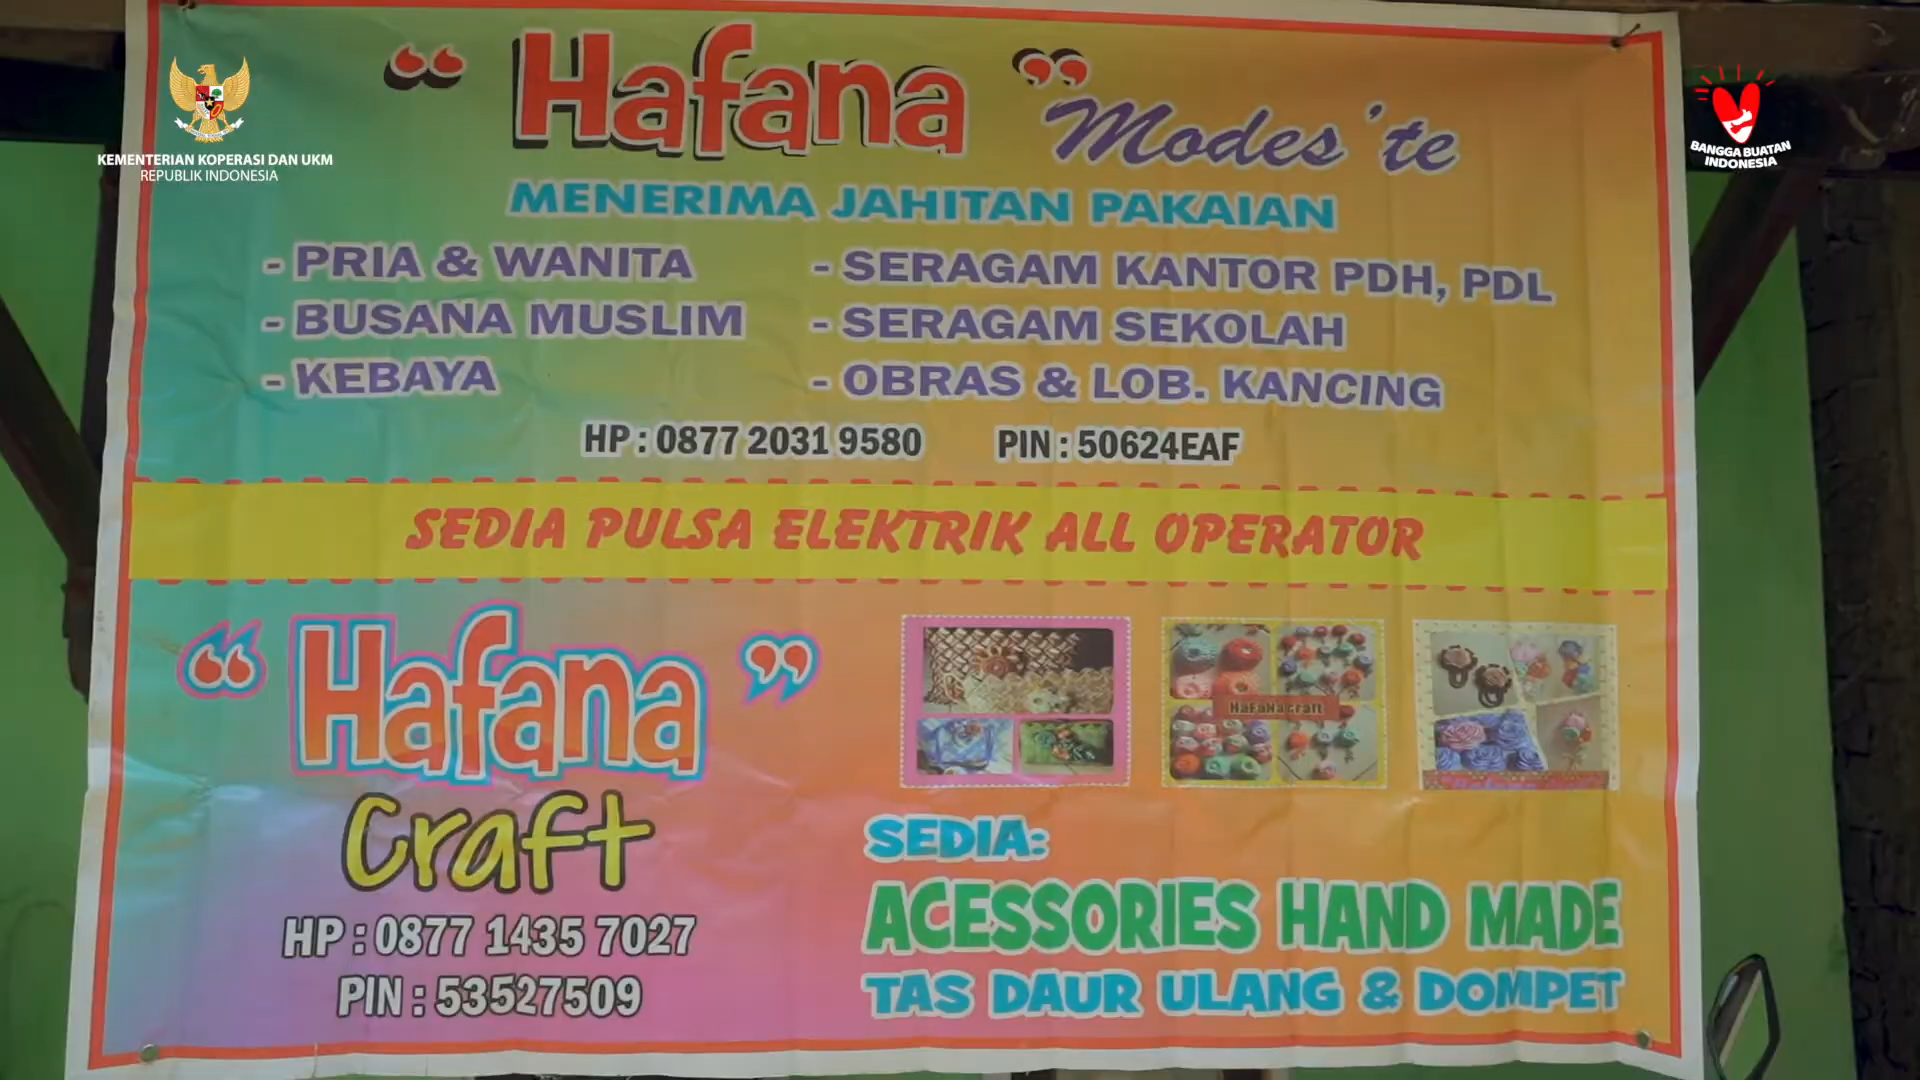 KEMENTERIAN KOPERASI DAN UKM
REPUBLIK INDONESIA
BANGGA BUATAN
INDONESIA
“ Hafana ” Modes'te
MENERIMA JAHITAN PAKAIAN
- PRIA & WANITA
- BUSANA MUSLIM
- KEBAYA
- SERAGAM KANTOR PDH, PDL
- SERAGAM SEKOLAH
- OBRAS & LOB. KANCING
HP : 0877 2031 9580
PIN : 50624EAF
SEDIA PULSA ELEKTRIK ALL OPERATOR
“ Hafana ”
Craft
HP : 0877 1435 7027
PIN : 53527509
HaFaNa craft
SEDIA:
ACESSORIES HAND MADE
TAS DAUR ULANG & DOMPET